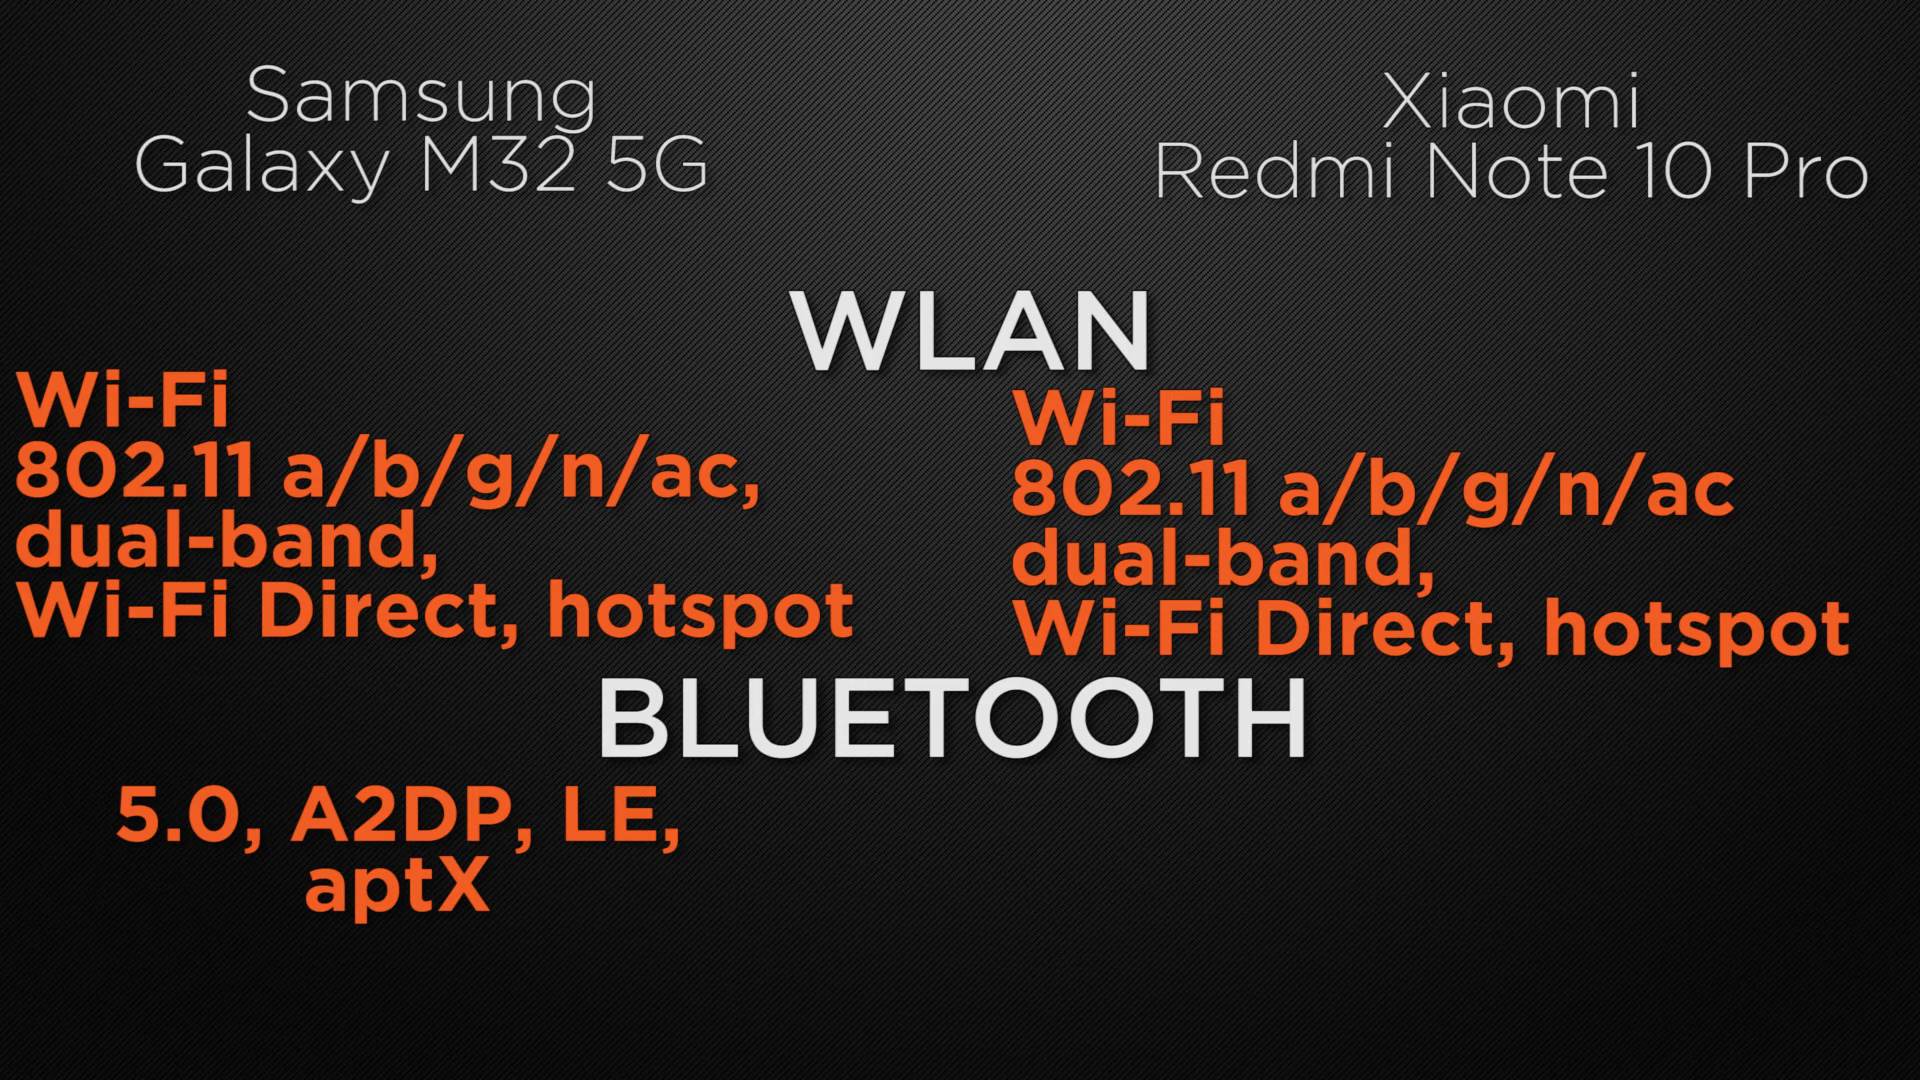 Samsung
Galaxy M32 5G
Xiaomi
Redmi Note 10 Pro
WLAN
Wi-Fi
802.11 a/b/g/n/ac,
dual-band,
Wi-Fi Direct, hotspot
Wi-Fi
802.11 a/b/g/n/ac
dual-band,
Wi-Fi Direct, hotspot
BLUETOOTH
5.0, A2DP, LE,
aptX